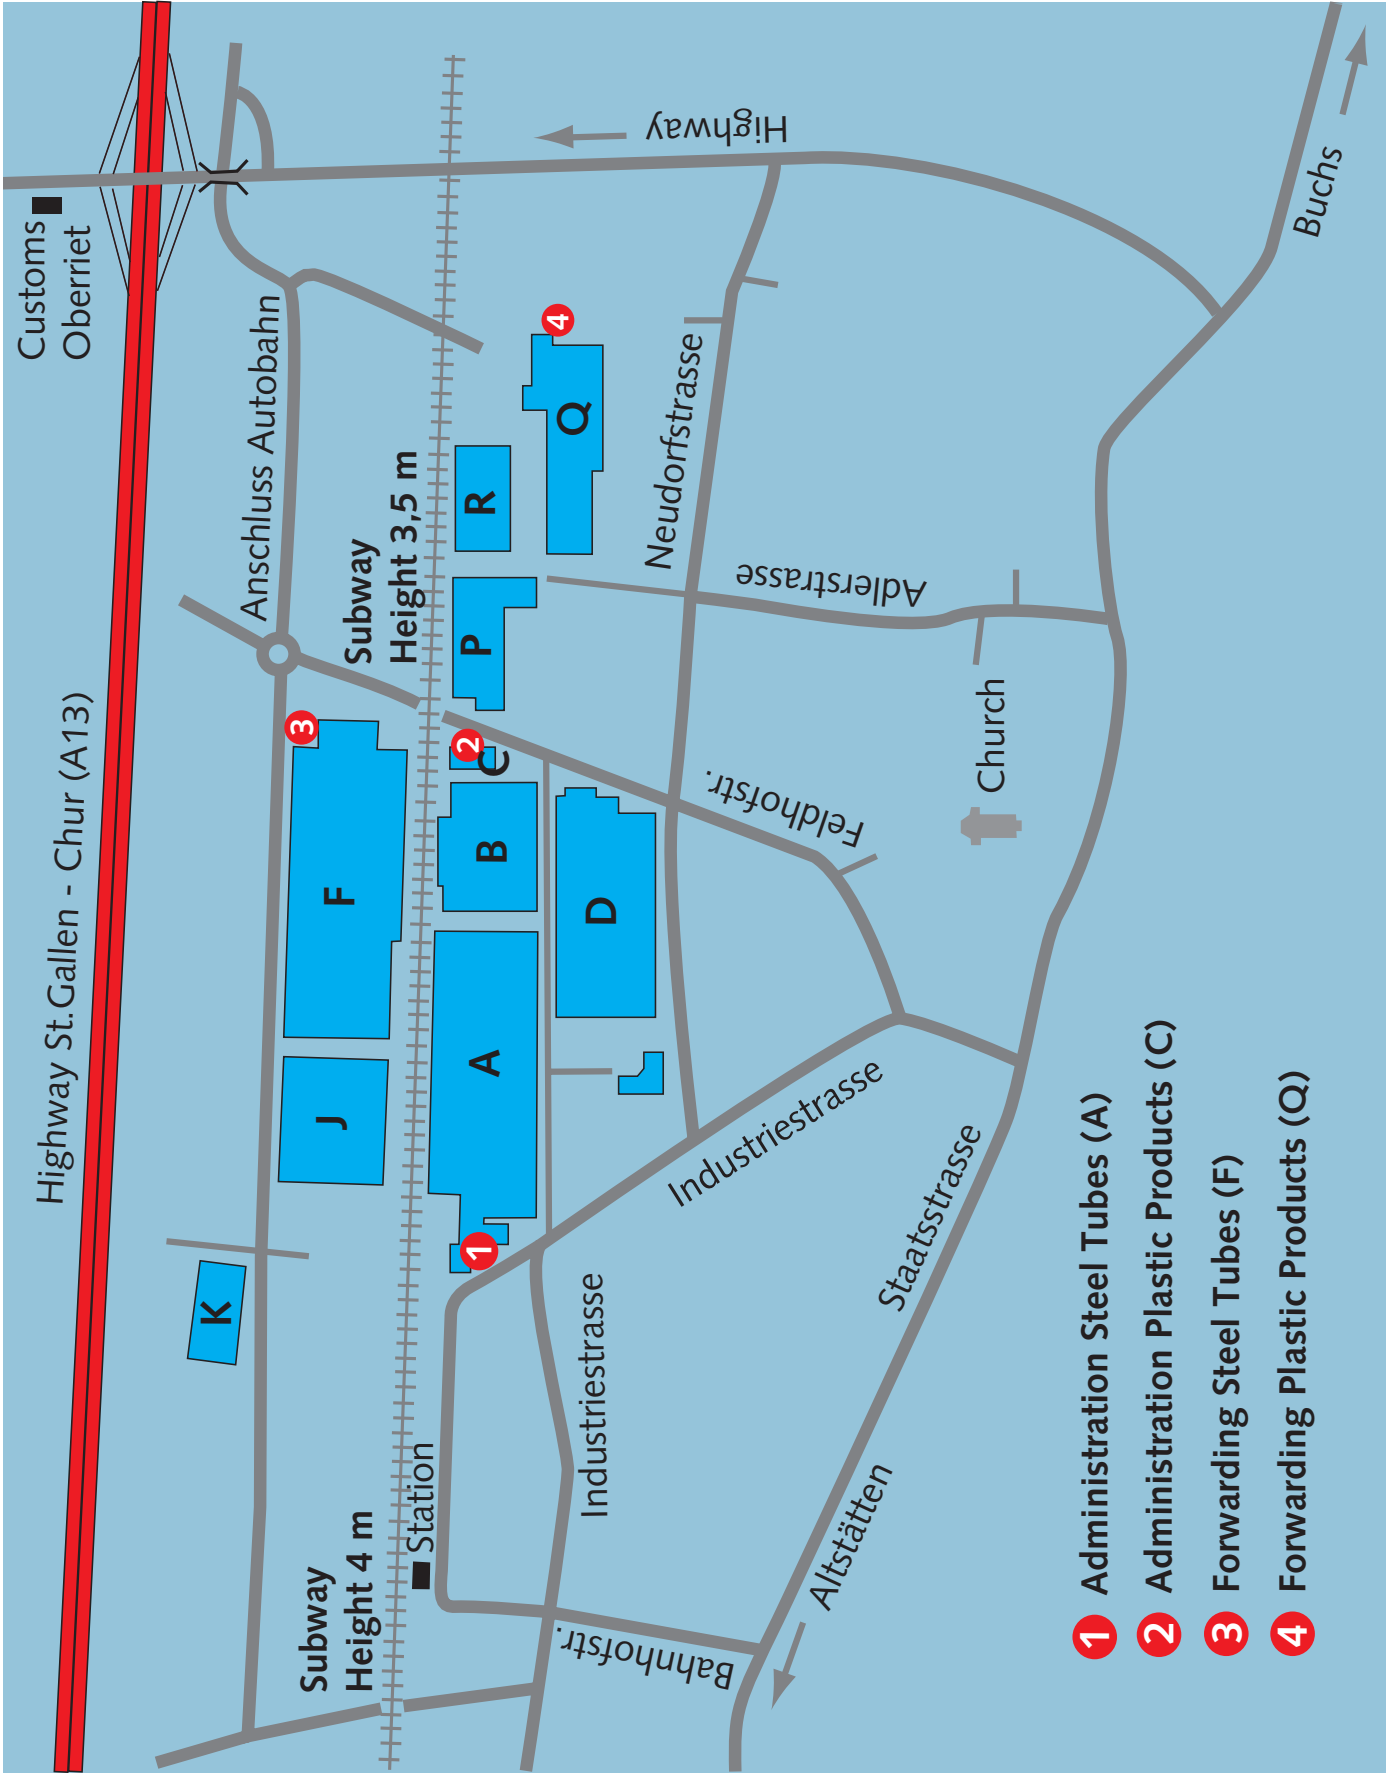 Highway St.Gallen - Chur (A13)
Customs
Oberriet
Anschluss Autobahn
Highway
Subway
Height 4 m
Subway
Height 3,5 m
Station
K
J
F
3
1
A
B
2
C
P
R
Q
4
D
Industriestrasse
Industriestrasse
Bahnhofstr.
Feldhofstr.
Neudorfstrasse
Adlerstrasse
Church
Altstätten
Staatsstrasse
Buchs
1 Administration Steel Tubes (A)
2 Administration Plastic Products (C)
3 Forwarding Steel Tubes (F)
4 Forwarding Plastic Products (Q)